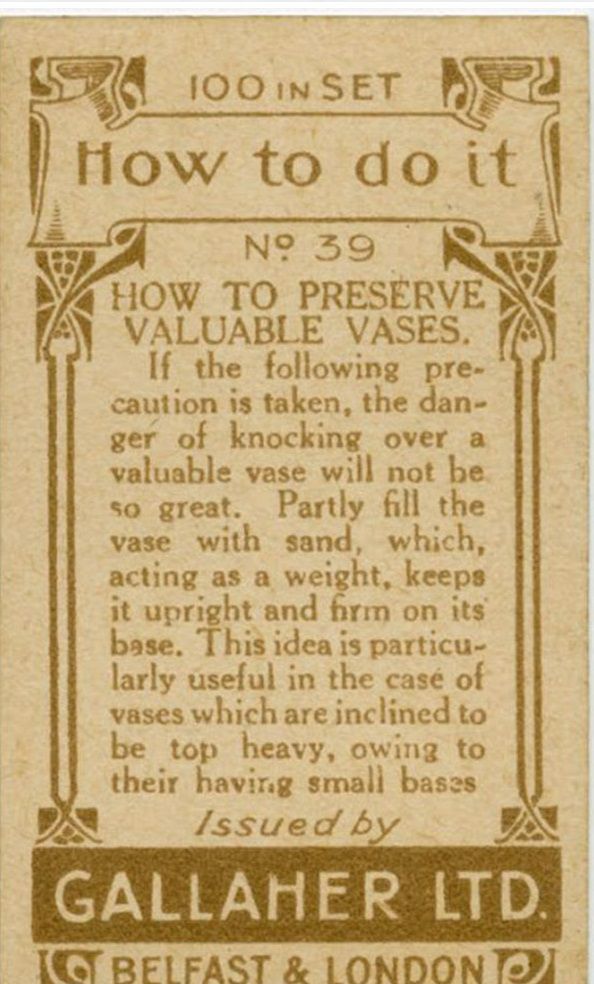 100 IN SET
How to do it
Nº 39
HOW TO PRESERVE
VALUABLE VASES.
If the following pre-
caution is taken, the dan-
ger of knocking over a
valuable vase will not be
so great. Partly fill the
vase with sand, which,
acting as a weight, keeps
it upright and firm on its
base. This idea is particu-
larly useful in the case of
vases which are inclined to
be top heavy, owing to
their having small bases
Issued by
GALLAHER LTD.
BELFAST & LONDON